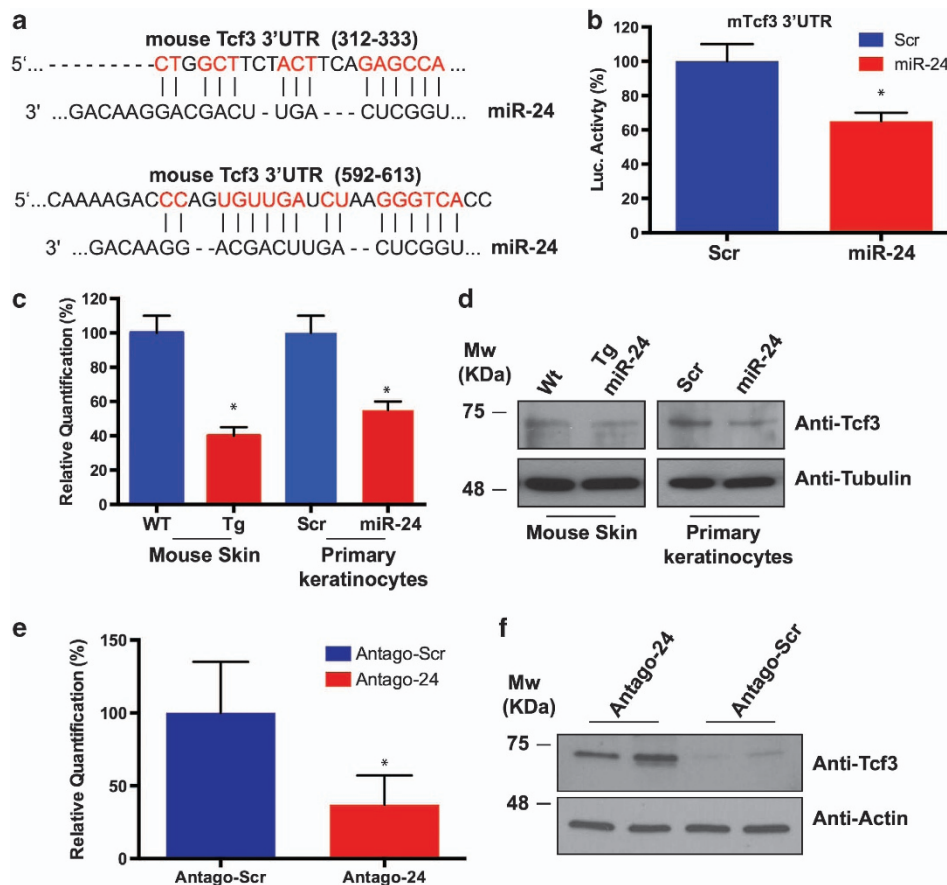 a
mouse Tcf3 3'UTR (312-333)
5‘... - - - - - - - - -CTGGCTTCTACTTCAGAGCCA ...
3' ...GACAAGGACGACU - UGA - - - CUCGGU... miR-24
mouse Tcf3 3'UTR (592-613)
5‘...CAAAAGACCCAGUGUUGAUCUAAGGGTCACC
3' GACAAGG - -ACGACUUGA - - CUCGGU... miR-24
b
mTcf3 3'UTR
Scr
miR-24
Luc. Activty (%)
120
100
80
60
40
20
0
*
Scr miR-24
c
Relative Quantification (%)
120
100
80
60
40
20
0
*
*
WT Tg Scr miR-24
Mouse Skin Primary keratinocytes
d
Mw
(KDa)
Wt Tg miR-24 Scr miR-24
75 —
Anti-Tcf3
48 —
Anti-Tubulin
Mouse Skin Primary keratinocytes
e
Relative Quantification (%)
150
100
50
0
Antago-Scr
Antago-24
*
Antago-Scr Antago-24
f
Mw
(KDa)
Antago-24 Antago-Scr
75 —
Anti-Tcf3
48 —
Anti-Actin